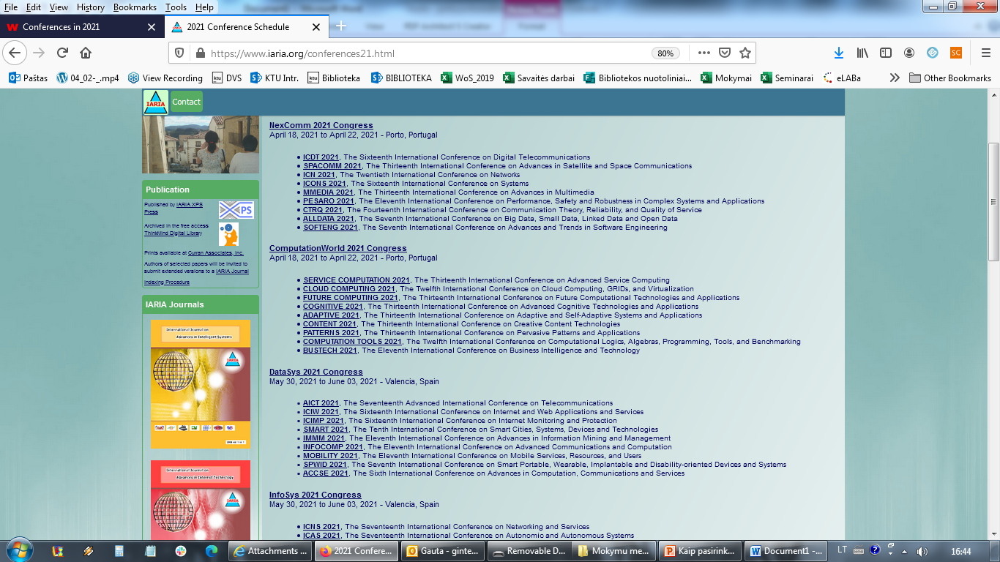 File Edit View History Bookmarks Tools Help
Conferences in 2021
2021 Conference Schedule
https://www.iaria.org/conferences21.html 80%
Paštas 04_02-_.mp4 View Recording DVS KTU Intr. Biblioteka BIBLIOTEKA WoS_2019 Savaitės darbai Bibliotekos nuotoliniai... Mokymai Seminarai eLABa Other Bookmarks
IARIA Contact
NexComm 2021 Congress
April 18, 2021 to April 22, 2021 - Porto, Portugal
ICDT 2021, The Sixteenth International Conference on Digital Telecommunications
SPACOMM 2021, The Thirteenth International Conference on Advances in Satellite and Space Communications
ICN 2021, The Twentieth International Conference on Networks
ICONS 2021, The Sixteenth International Conference on Systems
MMEDIA 2021, The Thirteenth International Conference on Advances in Multimedia
PESARO 2021, The Eleventh International Conference on Performance, Safety and Robustness in Complex Systems and Applications
CTRQ 2021, The Fourteenth International Conference on Communication Theory, Reliability, and Quality of Service
ALLDATA 2021, The Seventh International Conference on Big Data, Small Data, Linked Data and Open Data
SOFTENG 2021, The Seventh International Conference on Advances and Trends in Software Engineering
ComputationWorld 2021 Congress
April 18, 2021 to April 22, 2021 - Porto, Portugal
SERVICE COMPUTATION 2021, The Thirteenth International Conference on Advanced Service Computing
CLOUD COMPUTING 2021, The Twelfth International Conference on Cloud Computing, GRIDs, and Virtualization
FUTURE COMPUTING 2021, The Thirteenth International Conference on Future Computational Technologies and Applications
COGNITIVE 2021, The Thirteenth International Conference on Advanced Cognitive Technologies and Applications
ADAPTIVE 2021, The Thirteenth International Conference on Adaptive and Self-Adaptive Systems and Applications
CONTENT 2021, The Thirteenth International Conference on Creative Content Technologies
PATTERNS 2021, The Thirteenth International Conference on Pervasive Patterns and Applications
COMPUTATION TOOLS 2021, The Twelfth International Conference on Computational Logics, Algebras, Programming, Tools, and Benchmarking
BUSTECH 2021, The Eleventh International Conference on Business Intelligence and Technology
DataSys 2021 Congress
May 30, 2021 to June 03, 2021 - Valencia, Spain
AICT 2021, The Seventeenth Advanced International Conference on Telecommunications
ICIW 2021, The Sixteenth International Conference on Internet and Web Applications and Services
ICIMP 2021, The Sixteenth International Conference on Internet Monitoring and Protection
SMART 2021, The Tenth International Conference on Smart Cities, Systems, Devices and Technologies
IMMM 2021, The Eleventh International Conference on Advances in Information Mining and Management
INFOCOMP 2021, The Eleventh International Conference on Advanced Communications and Computation
MOBILITY 2021, The Eleventh International Conference on Mobile Services, Resources, and Users
SPWID 2021, The Seventh International Conference on Smart Portable, Wearable, Implantable and Disability-oriented Devices and Systems
ACCSE 2021, The Sixth International Conference on Advances in Computation, Communications and Services
InfoSys 2021 Congress
May 30, 2021 to June 03, 2021 - Valencia, Spain
ICNS 2021, The Seventeenth International Conference on Networking and Services
ICAS 2021, The Seventeenth International Conference on Autonomic and Autonomous Systems
Publication
Published by IARIA XPS
Press
XPS
Archived in the free access
ThinkMind Digital Library
Prints available at Curran Associates, Inc.
Authors of selected papers will be invited to
submit extended versions to a IARIA Journal
Indexing Procedure
IARIA Journals
International Journal on
Advances in Intelligent Systems
IARIA
International Journal on
Advances in Internet Technology
IARIA
Attachments ... 2021 Confere... Gauta - ginte... Removable D... Mokymu me... Kaip pasirink... Document1 -... LT 16:44